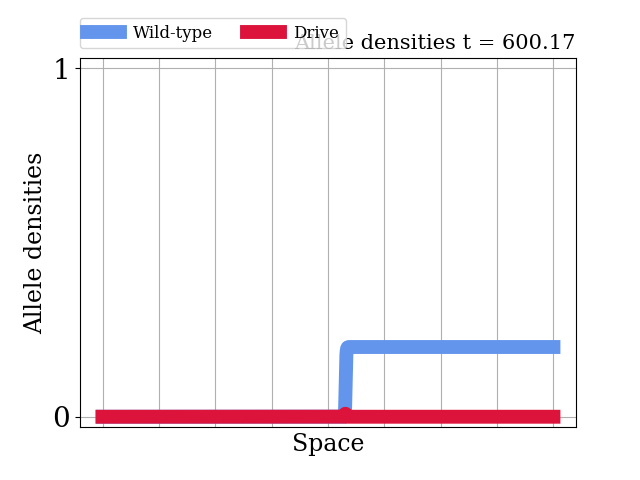 Wild-type Drive
Allele densities t = 600.17
1
Allele densities
0
Space